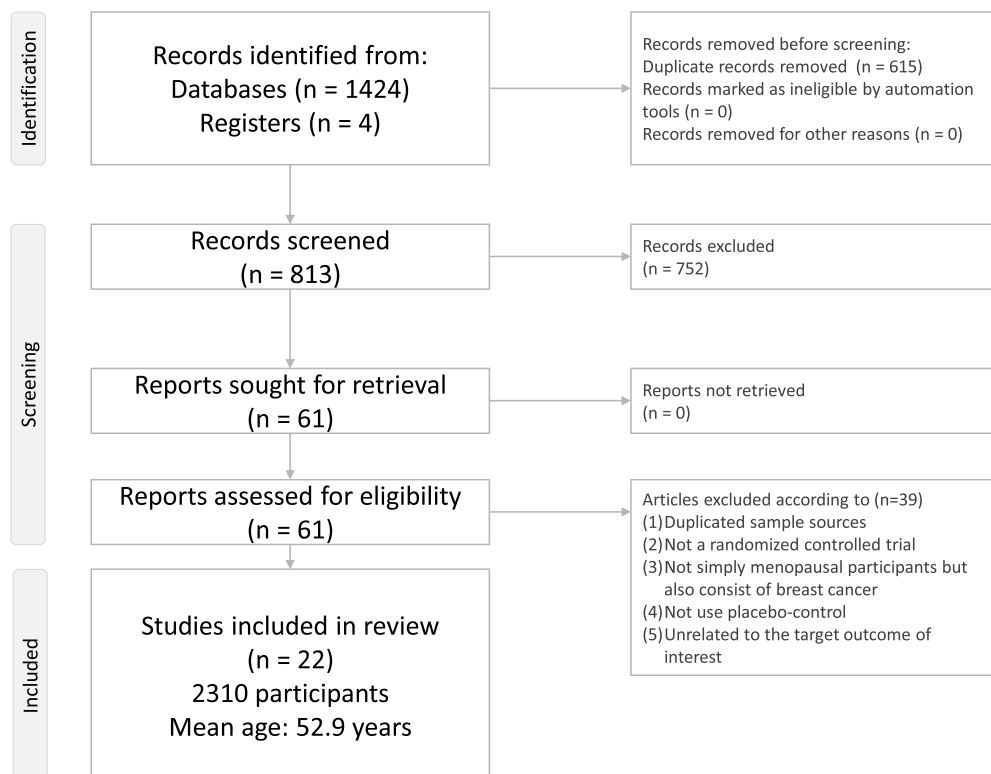 Identification
Records identified from:
Databases (n = 1424)
Registers (n = 4)
Records removed before screening:
Duplicate records removed  (n = 615)
Records marked as ineligible by automation
tools (n = 0)
Records removed for other reasons (n = 0)
Screening
Records screened
(n = 813)
Records excluded
(n = 752)
Reports sought for retrieval
(n = 61)
Reports not retrieved
(n = 0)
Reports assessed for eligibility
(n = 61)
Articles excluded according to (n=39)
(1)Duplicated sample sources
(2)Not a randomized controlled trial
(3)Not simply menopausal participants but
also consist of breast cancer
(4)Not use placebo-control
(5)Unrelated to the target outcome of
interest
Included
Studies included in review
(n = 22)
2310 participants
Mean age: 52.9 years